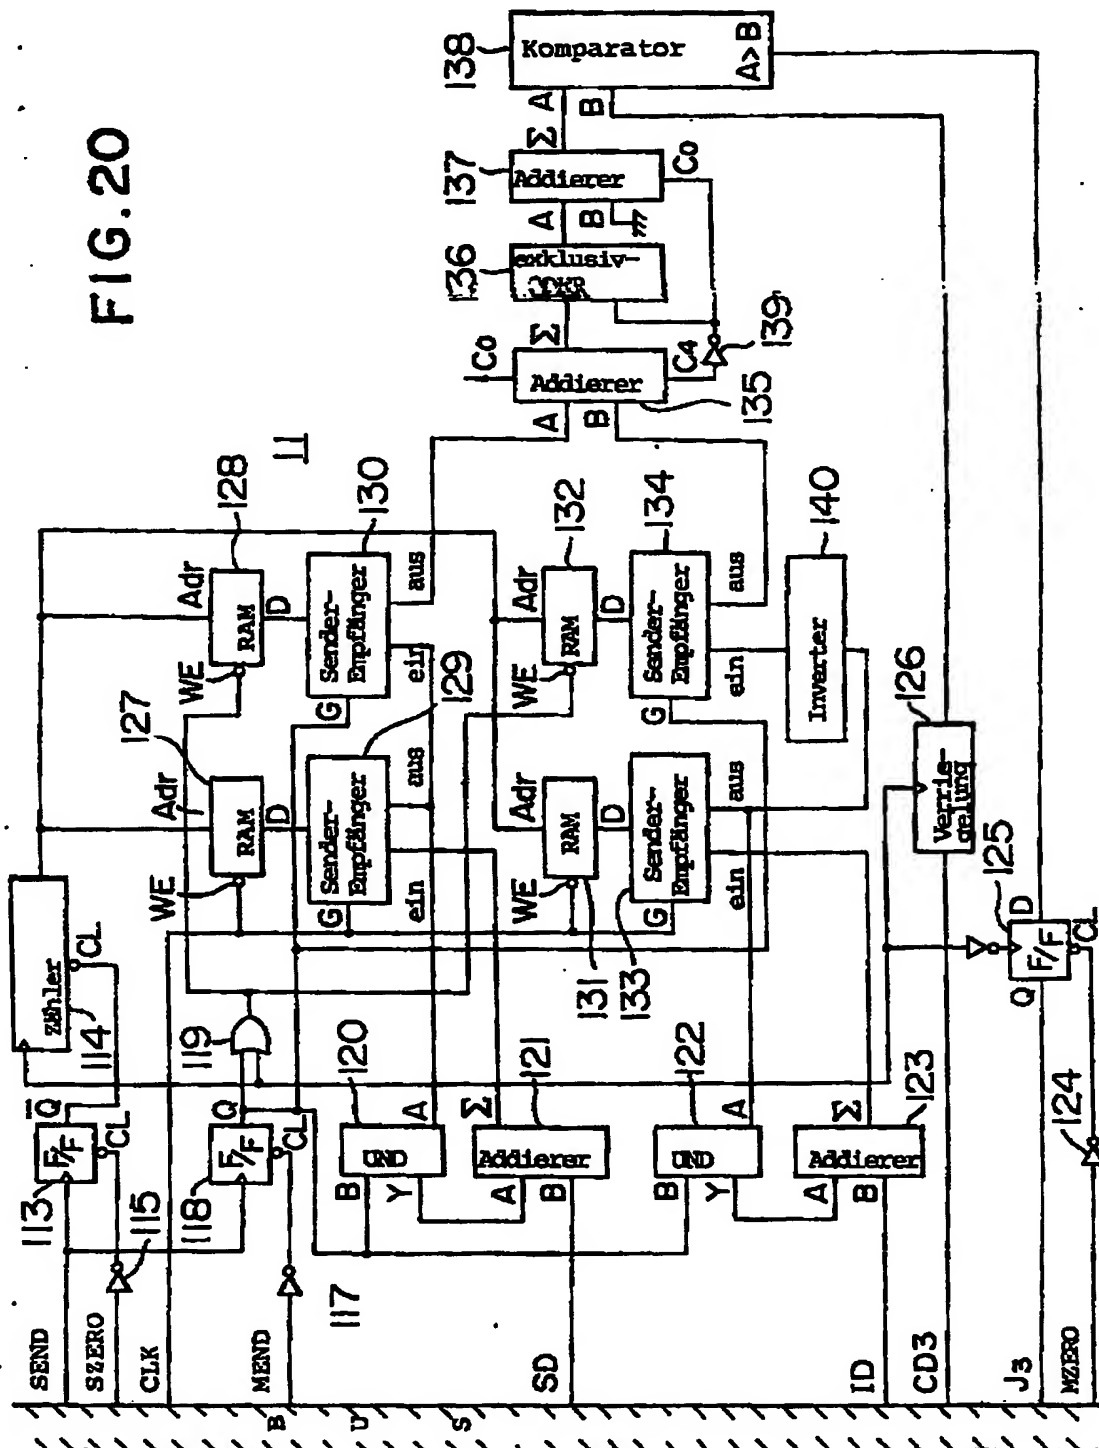 FIG. 20
11
SEND
SZERO
CLK
MEND
B
U
S
SD
ID
CD3
J3
MZERO
113
F/F
Q̅
CL
115
Zähler
CL
114
118
F/F
Q
CL
117
119
120
UND
A
B
Y
121
Addierer
Σ
A
B
122
UND
A
B
Y
123
Addierer
Σ
A
B
124
125
F/F
Q
D
CL
126
Verrie-
gelung
127
Adr
WE
RAM
D
128
Adr
WE
RAM
D
129
Sender-
Empfänger
G
ein
aus
130
Sender-
Empfänger
G
ein
aus
131
Adr
WE
RAM
D
132
Adr
WE
RAM
D
133
Sender-
Empfänger
G
ein
aus
134
Sender-
Empfänger
G
ein
aus
140
Inverter
135
Addierer
A
B
C0
C4
Σ
139
136
exklusiv-
137
Addierer
A
B
C0
Σ
138
Komparator
A
B
A>B